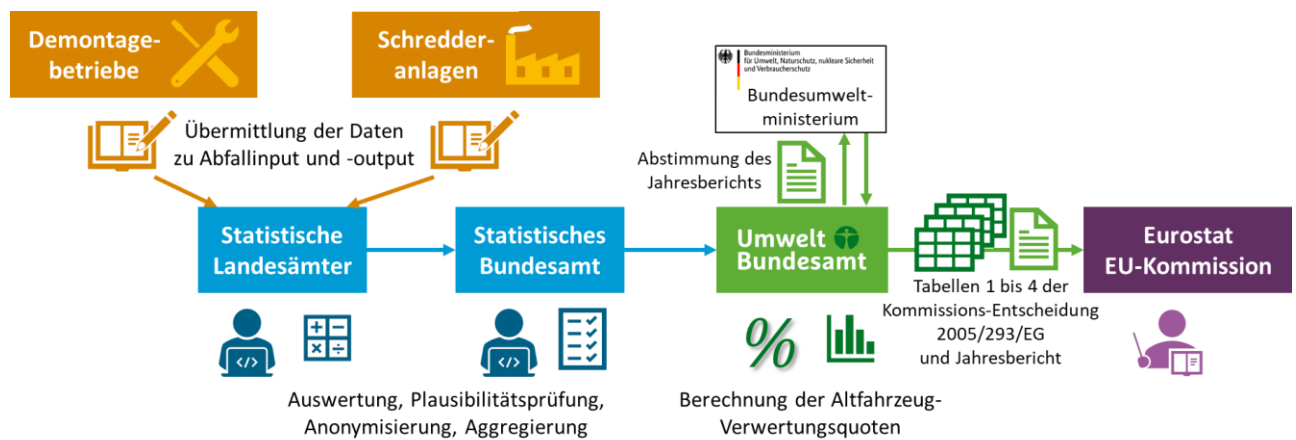 Demontage-
betriebe
Schredder-
anlagen
Übermittlung der Daten
zu Abfallinput und -output
Bundesministerium
für Umwelt, Naturschutz, nukleare Sicherheit
und Verbraucherschutz
Bundesumwelt-
ministerium
Abstimmung des
Jahresberichts
Statistische
Landesämter
Statistisches
Bundesamt
Umwelt
Bundesamt
Eurostat
EU-Kommission
Tabellen 1 bis 4 der
Kommissions-Entscheidung
2005/293/EG
und Jahresbericht
</>
+ -
× ÷
</>
%
Auswertung, Plausibilitätsprüfung,
Anonymisierung, Aggregierung
Berechnung der Altfahrzeug-
Verwertungsquoten